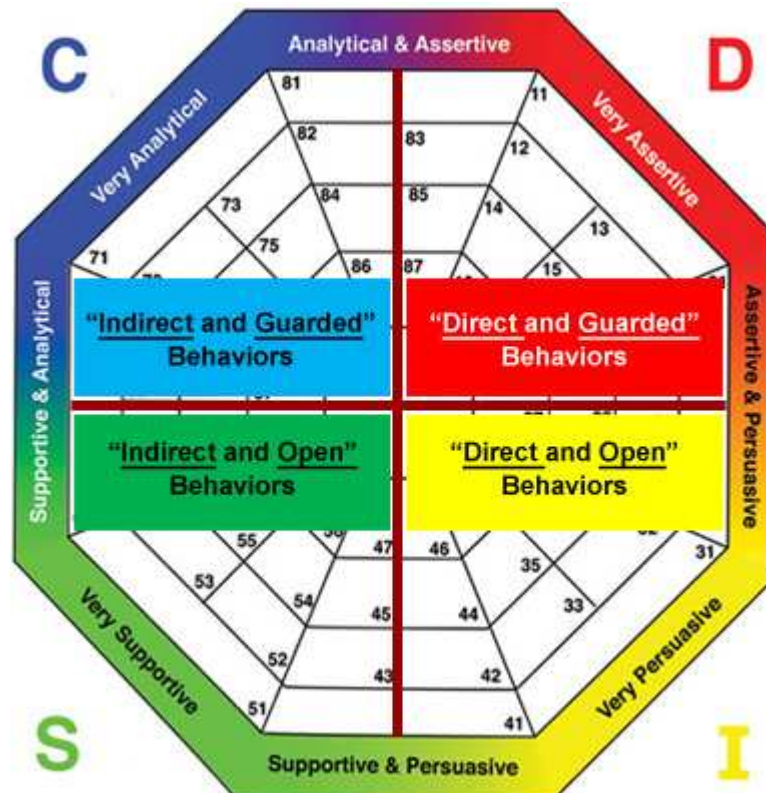 C
Analytical & Assertive
D
Very Analytical
Very Assertive
81
11
82
83
12
73
84
85
14
13
75
71
86
87
15
Supportive & Analytical
Assertive & Persuasive
“Indirect and Guarded”
Behaviors
“Direct and Guarded”
Behaviors
“Indirect and Open”
Behaviors
“Direct and Open”
Behaviors
55
47
46
31
53
54
45
44
35
33
52
43
42
51
41
Very Supportive
Very Persuasive
S
Supportive & Persuasive
I